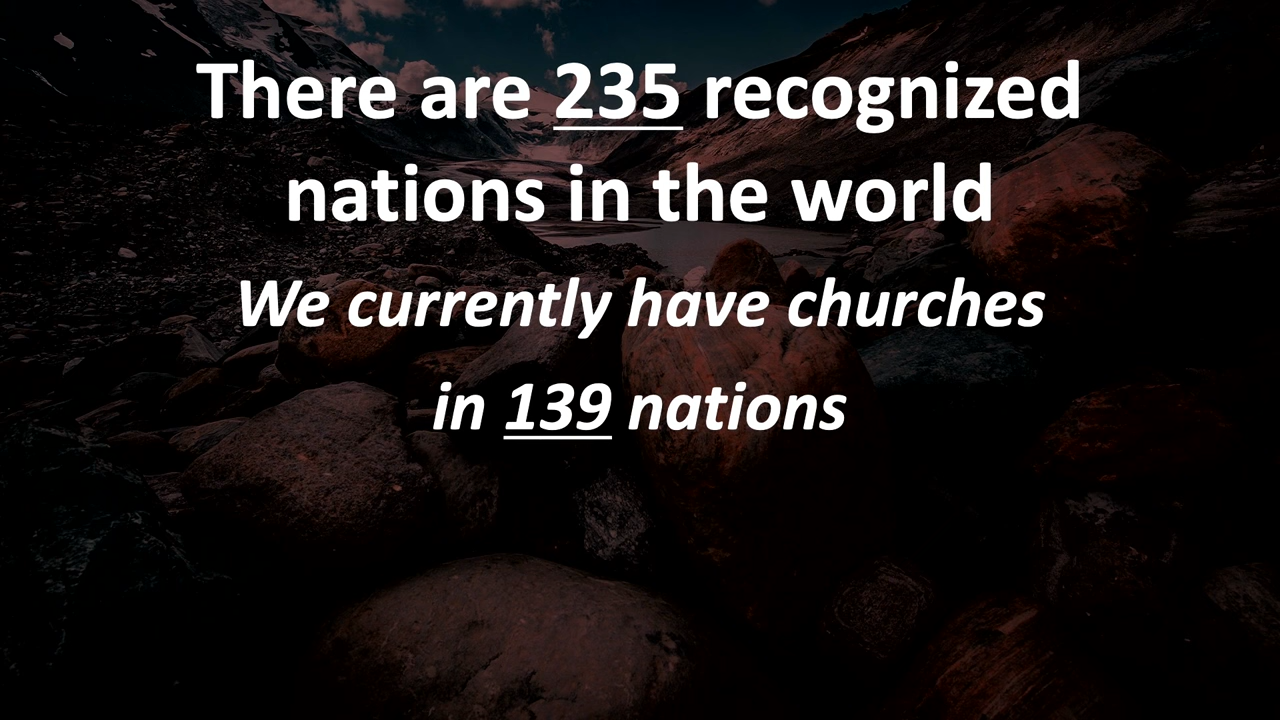 There are 235 recognized
nations in the world
We currently have churches
in 139 nations